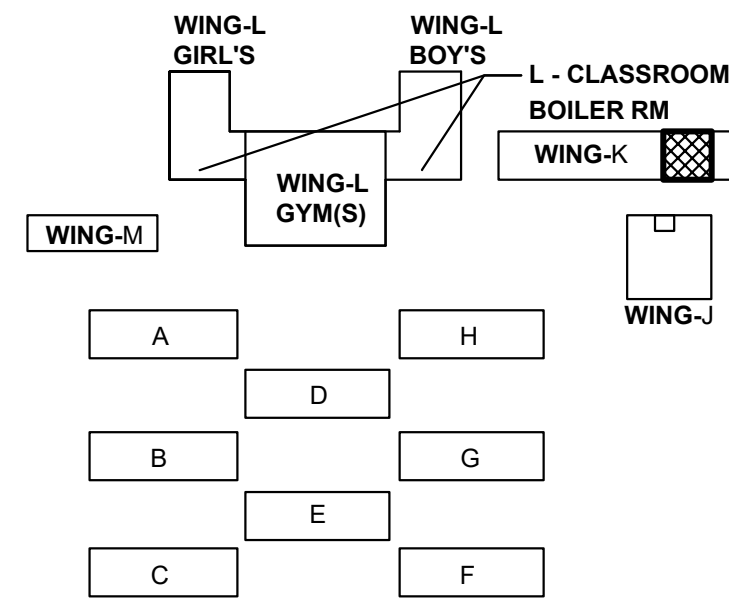 WING-L
GIRL'S
WING-L
BOY'S
L - CLASSROOM
BOILER RM
WING-K
WING-L
GYM(S)
WING-M
WING-J
A
H
D
B
G
E
C
F